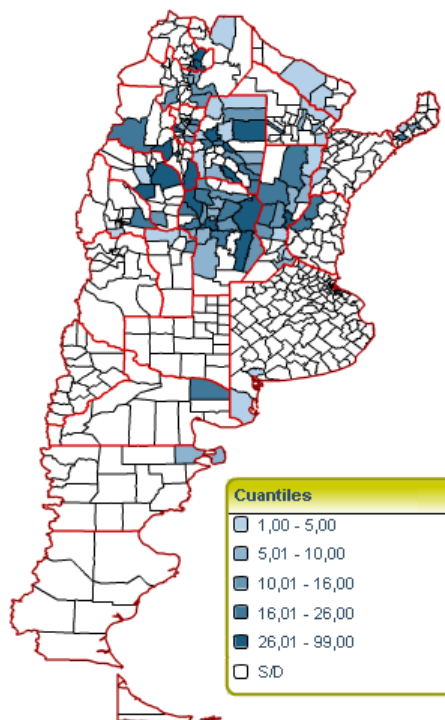 Cuantiles
1,00 - 5,00
5,01 - 10,00
10,01 - 16,00
16,01 - 26,00
26,01 - 99,00
S/D